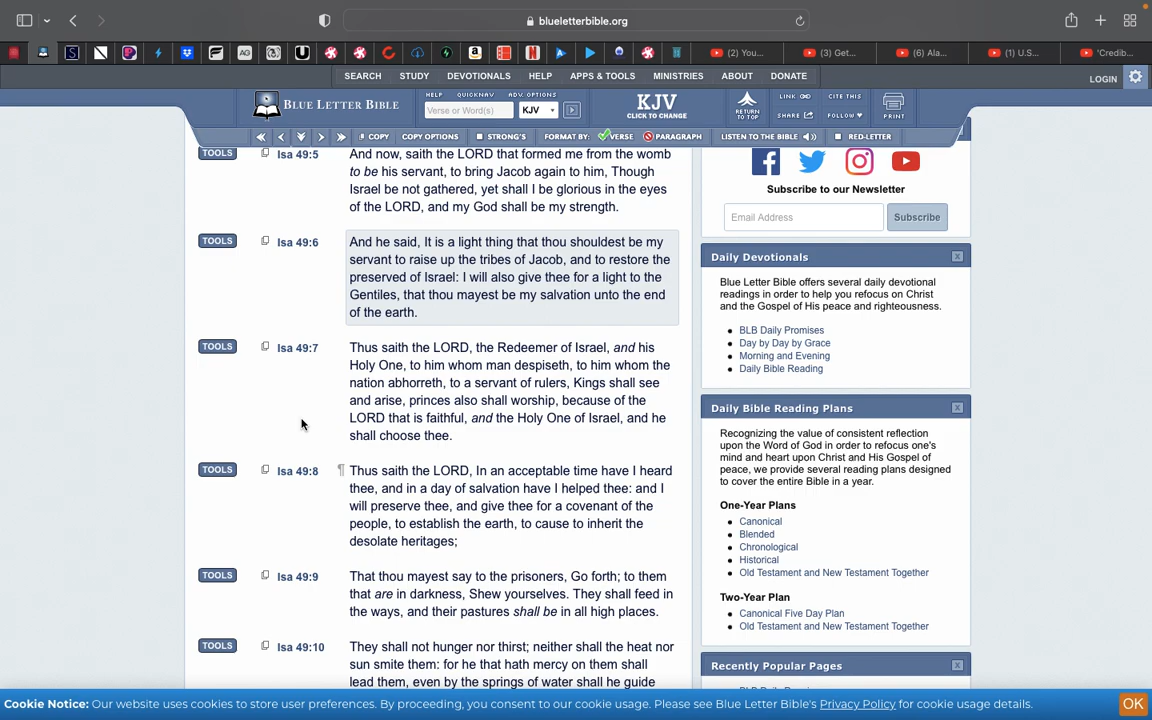 blueletterbible.org
(2) You...
(3) Get...
(6) Ala...
(1) U.S...
'Credib...
SEARCH STUDY DEVOTIONALS HELP APPS & TOOLS MINISTRIES ABOUT DONATE
LOGIN
BLUE LETTER BIBLE
HELP QUICKNAV ADV. OPTIONS
Verse or Word(s) KJV
KJV
CLICK TO CHANGE
RETURN
TO TOP
LINK
SHARE
CITE THIS
FOLLOW
PRINT
COPY COPY OPTIONS STRONG'S FORMAT BY: VERSE PARAGRAPH LISTEN TO THE BIBLE RED-LETTER
TOOLS Isa 49:5 And now, saith the LORD that formed me from the womb
to be his servant, to bring Jacob again to him, Though
Israel be not gathered, yet shall I be glorious in the eyes
of the LORD, and my God shall be my strength.
TOOLS Isa 49:6 And he said, It is a light thing that thou shouldest be my
servant to raise up the tribes of Jacob, and to restore the
preserved of Israel: I will also give thee for a light to the
Gentiles, that thou mayest be my salvation unto the end
of the earth.
TOOLS Isa 49:7 Thus saith the LORD, the Redeemer of Israel, and his
Holy One, to him whom man despiseth, to him whom the
nation abhorreth, to a servant of rulers, Kings shall see
and arise, princes also shall worship, because of the
LORD that is faithful, and the Holy One of Israel, and he
shall choose thee.
TOOLS Isa 49:8 ¶ Thus saith the LORD, In an acceptable time have I heard
thee, and in a day of salvation have I helped thee: and I
will preserve thee, and give thee for a covenant of the
people, to establish the earth, to cause to inherit the
desolate heritages;
TOOLS Isa 49:9 That thou mayest say to the prisoners, Go forth; to them
that are in darkness, Shew yourselves. They shall feed in
the ways, and their pastures shall be in all high places.
TOOLS Isa 49:10 They shall not hunger nor thirst; neither shall the heat nor
sun smite them: for he that hath mercy on them shall
lead them, even by the springs of water shall he guide
Subscribe to our Newsletter
Email Address Subscribe
Daily Devotionals
Blue Letter Bible offers several daily devotional
readings in order to help you refocus on Christ
and the Gospel of His peace and righteousness.
BLB Daily Promises
Day by Day by Grace
Morning and Evening
Daily Bible Reading
Daily Bible Reading Plans
Recognizing the value of consistent reflection
upon the Word of God in order to refocus one's
mind and heart upon Christ and His Gospel of
peace, we provide several reading plans designed
to cover the entire Bible in a year.
One-Year Plans
Canonical
Blended
Chronological
Historical
Old Testament and New Testament Together
Two-Year Plan
Canonical Five Day Plan
Old Testament and New Testament Together
Recently Popular Pages
Cookie Notice: Our website uses cookies to store user preferences. By proceeding, you consent to our cookie usage. Please see Blue Letter Bible's Privacy Policy for cookie usage details. OK